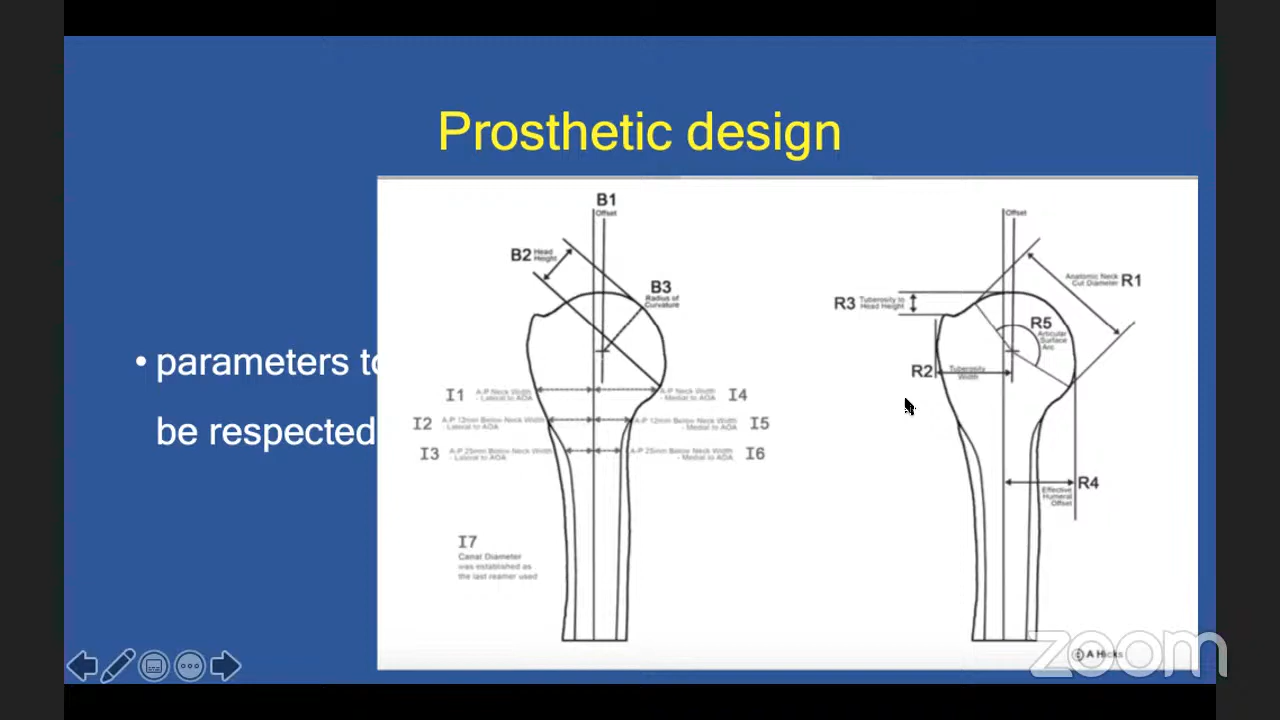 Prosthetic design
• parameters to
be respected
B1
Offset
B2 Head
Height
B3
Radius of
Curvature
I1 A-P Neck Width
- Lateral to AOA
I2 A-P 12mm Below Neck Width
- Lateral to AOA
I3 A-P 25mm Below Neck Width
- Lateral to AOA
A-P Neck Width I4
- Medial to AOA
A-P 12mm Below Neck Width I5
- Medial to AOA
A-P 25mm Below Neck Width I6
- Medial to AOA
I7
Canal Diameter
was established as
the last reamer used
Offset
Anatomic Neck R1
Cut Diameter
R3 Tuberosity to
Head Height
R5
Articular
Surface
Arc
R2 Tuberosity
Width
R4
Effective
Humeral
Offset
A Hicks
zoom